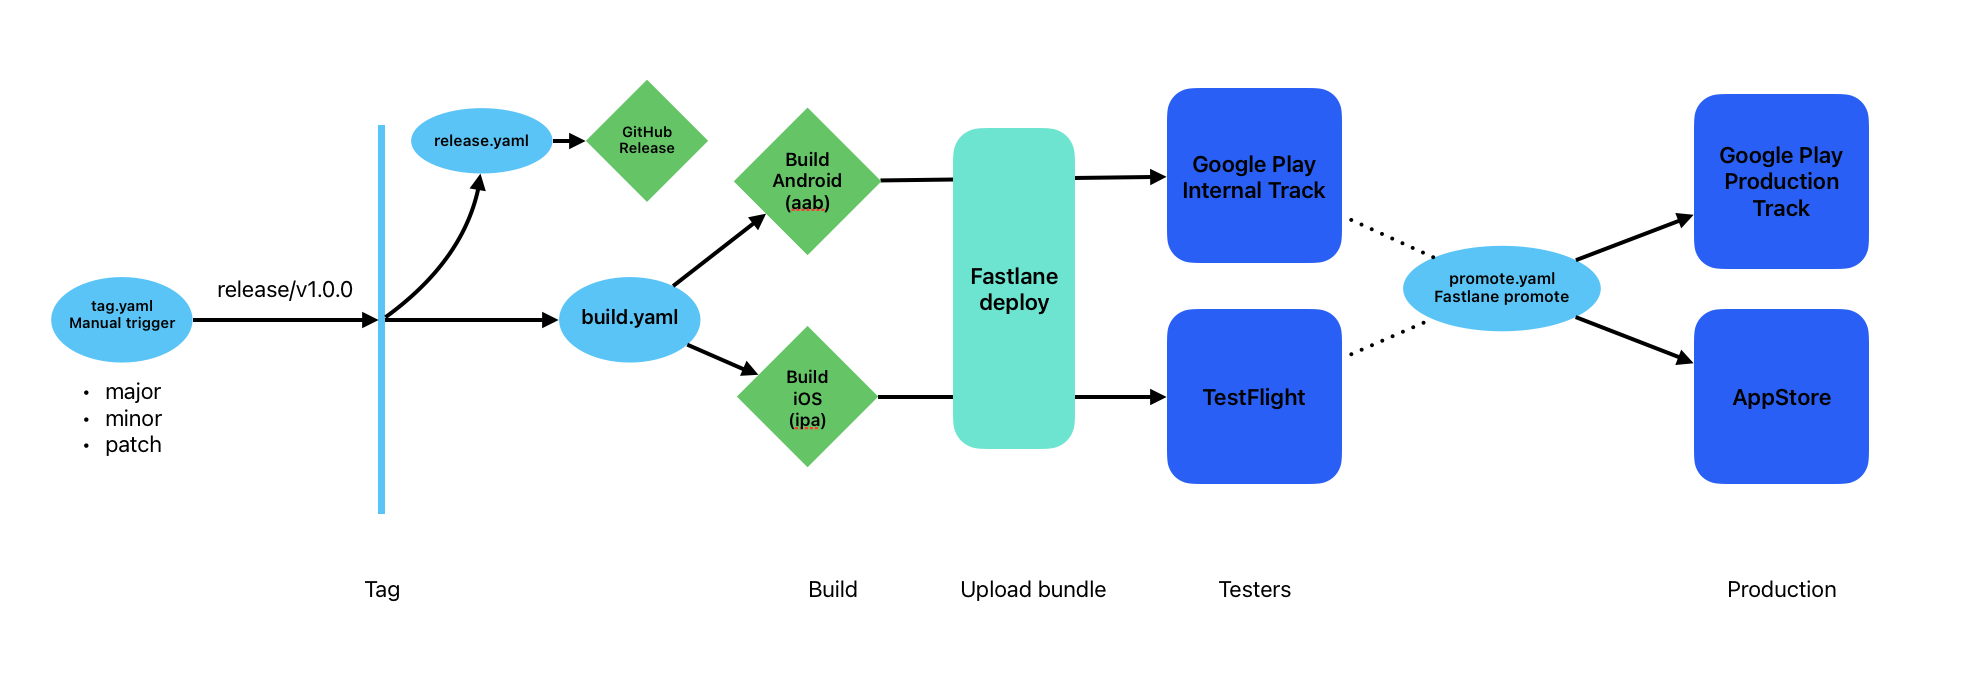 tag.yaml
Manual trigger
• major
• minor
• patch
release/v1.0.0
release.yaml
GitHub
Release
build.yaml
Build
Android
(aab)
Build
iOS
(ipa)
Fastlane
deploy
Google Play
Internal Track
TestFlight
promote.yaml
Fastlane promote
Google Play
Production
Track
AppStore
Tag
Build
Upload bundle
Testers
Production